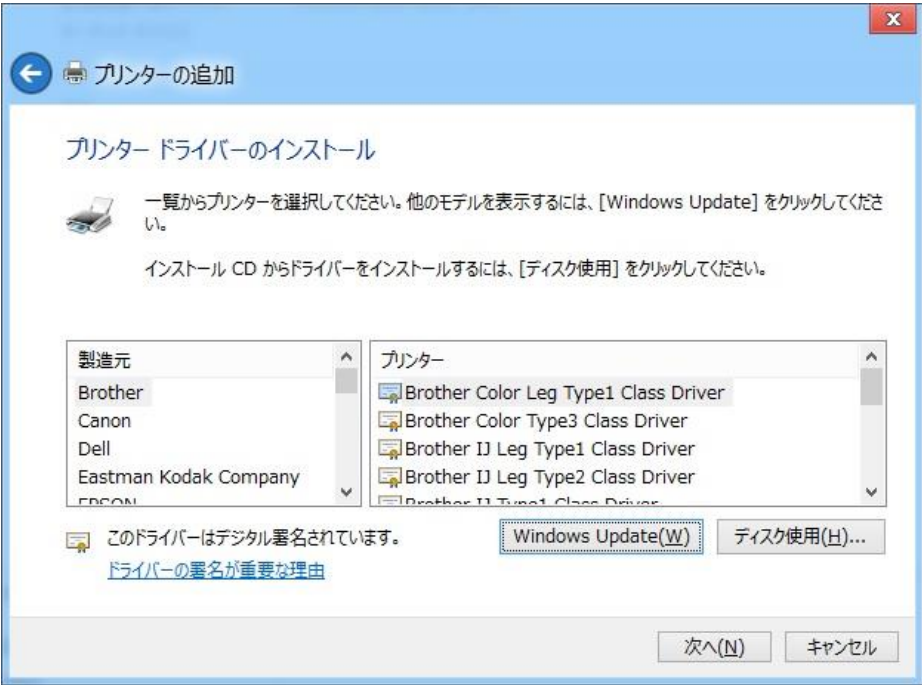 x
プリンターの追加
プリンター ドライバーのインストール
一覧からプリンターを選択してください。他のモデルを表示するには、[Windows Update] をクリックしてくださ
い。
インストール CD からドライバーをインストールするには、[ディスク使用] をクリックしてください。
製造元
Brother
Canon
Dell
Eastman Kodak Company
EPSON
プリンター
Brother Color Leg Type1 Class Driver
Brother Color Type3 Class Driver
Brother IJ Leg Type1 Class Driver
Brother IJ Leg Type2 Class Driver
Brother IJ Type1 Class Driver
このドライバーはデジタル署名されています。
ドライバーの署名が重要な理由
Windows Update(W)
ディスク使用(H)...
次へ(N)
キャンセル